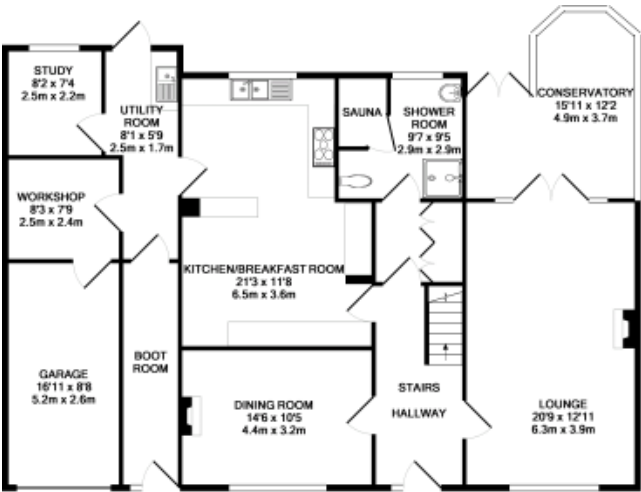 STUDY
8'2 x 7'4
2.5m x 2.2m
UTILITY
ROOM
8'1 x 5'9
2.5m x 1.7m
SAUNA
SHOWER
ROOM
9'7 x 9'5
2.9m x 2.9m
CONSERVATORY
15'11 x 12'2
4.9m x 3.7m
WORKSHOP
8'3 x 7'9
2.5m x 2.4m
KITCHEN/BREAKFAST ROOM
21'3 x 11'8
6.5m x 3.6m
GARAGE
16'11 x 8'8
5.2m x 2.6m
BOOT
ROOM
DINING ROOM
14'6 x 10'5
4.4m x 3.2m
STAIRS
HALLWAY
LOUNGE
20'9 x 12'11
6.3m x 3.9m